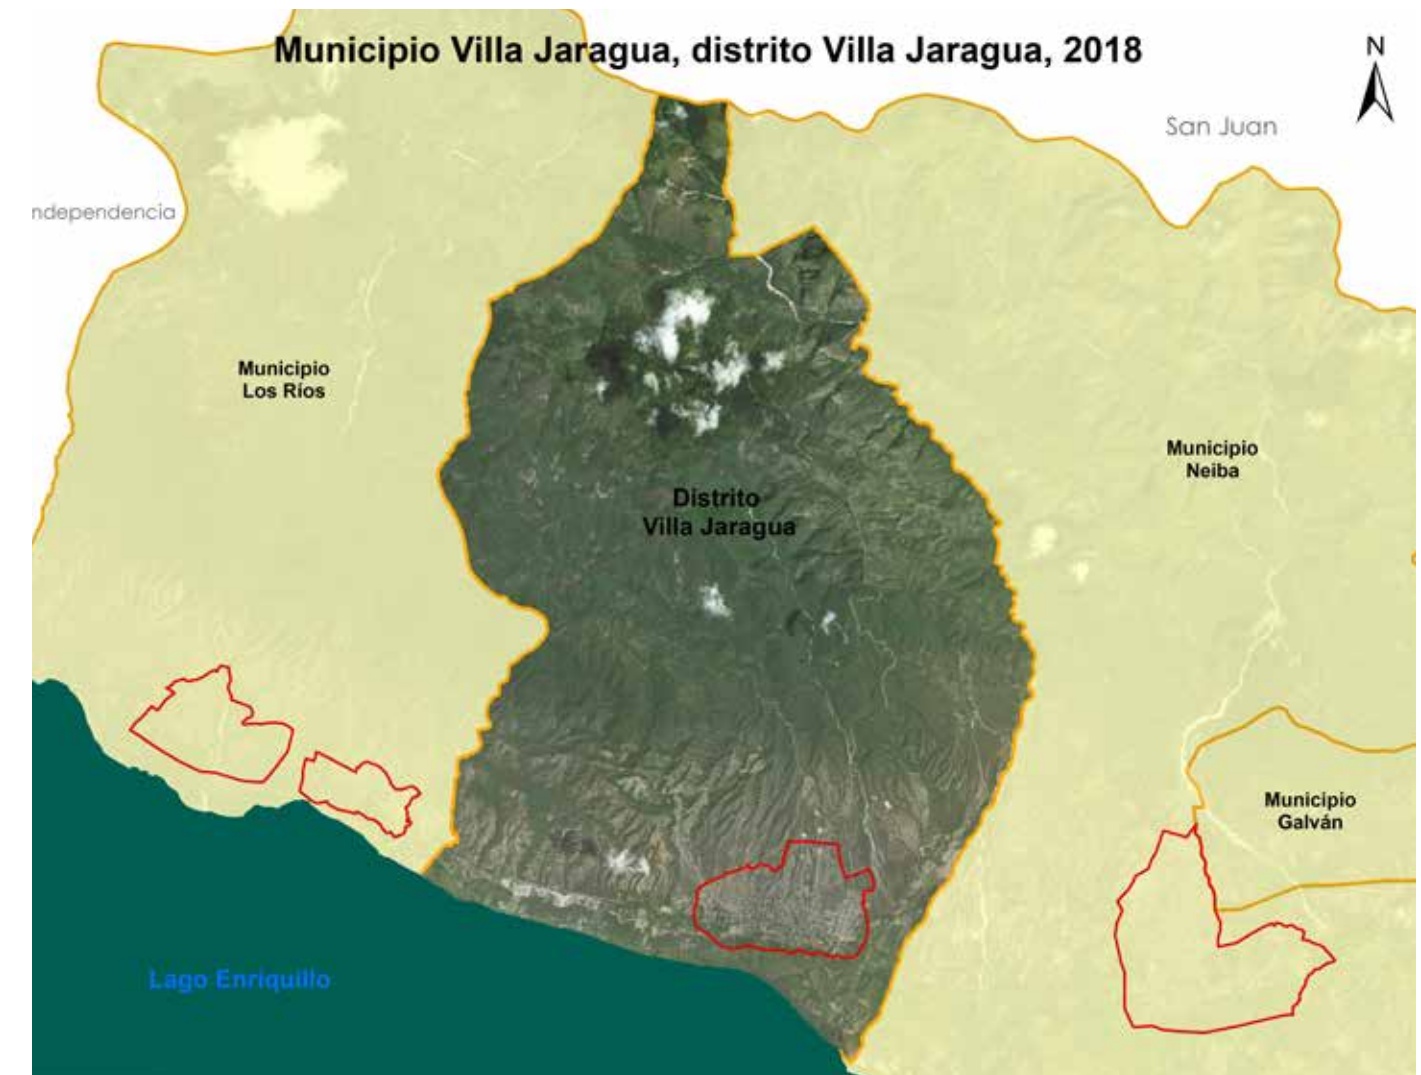 Municipio Villa Jaragua, distrito Villa Jaragua, 2018
N
San Juan
ndependencia
Municipio
Los Ríos
Municipio
Neiba
Distrito
Villa Jaragua
Municipio
Galván
Lago Enriquillo